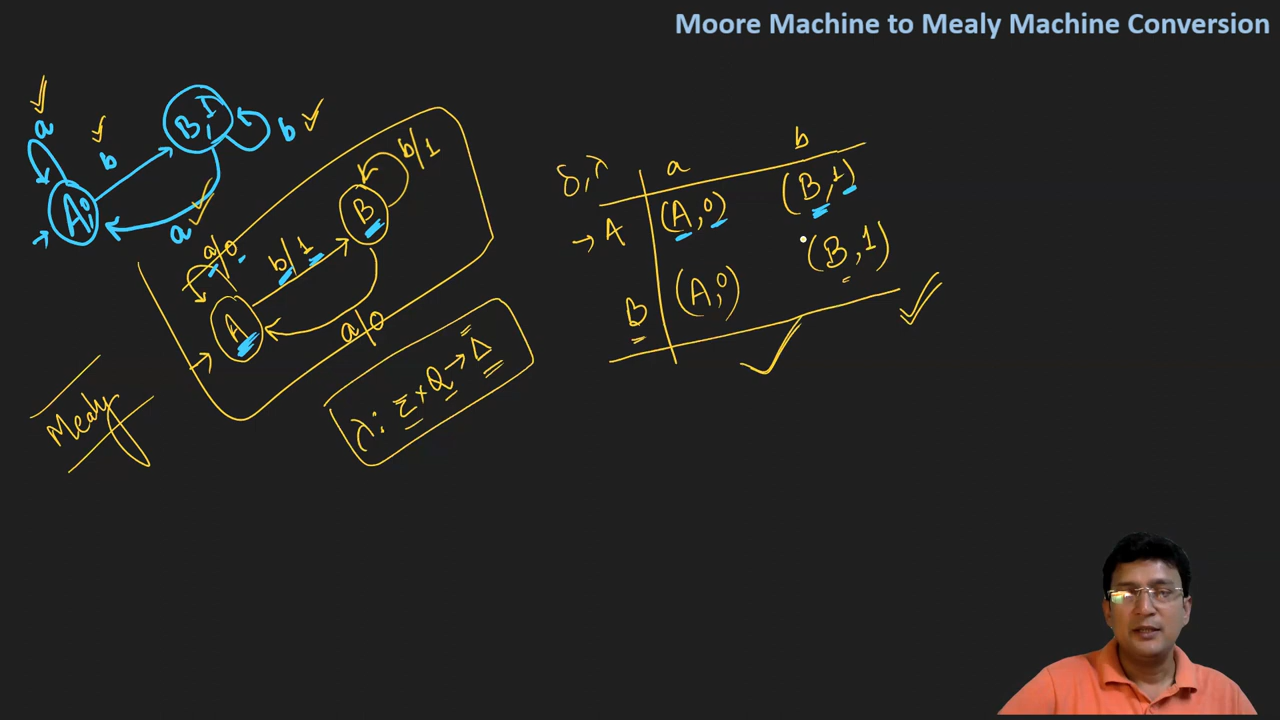 Moore Machine to Mealy Machine Conversion
a
b
B, 1
b
A, 0
a
a/0
b/1
B
b/1
A
a/0
Mealy
λ: Σ × Q → Δ
δ, λ a b
→ A (A, 0) (B, 1)
B (A, 0) (B, 1)